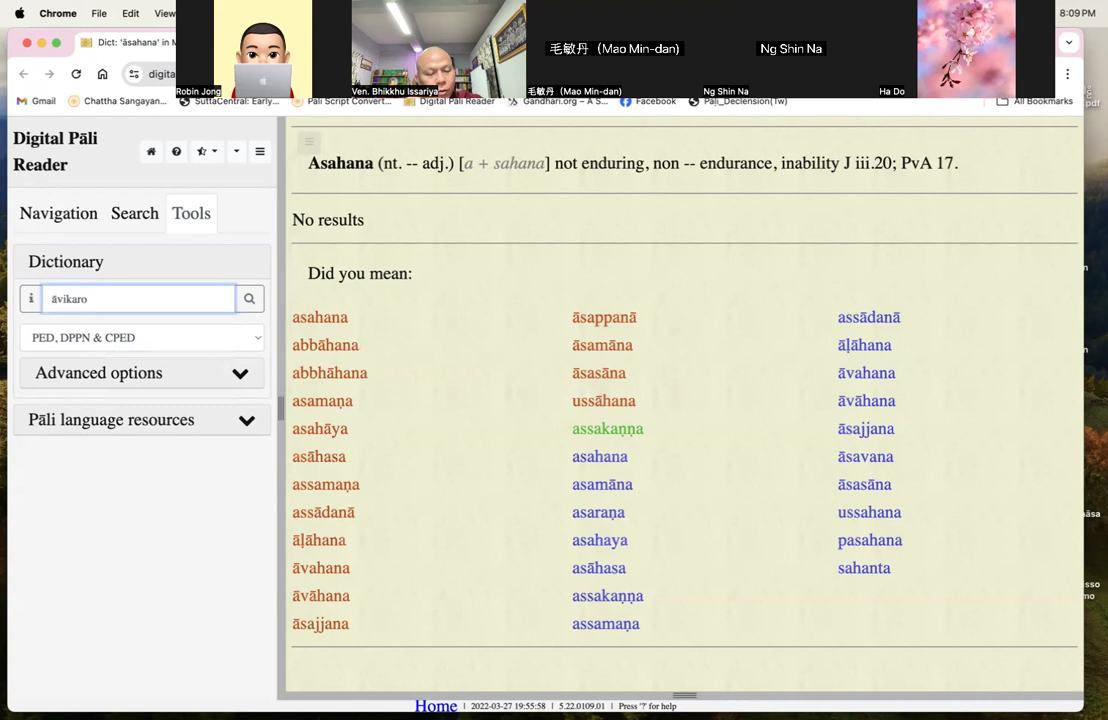 Chrome File Edit View
8:09 PM
Dict: 'āsahana' in M
digita
Robin Jong
Ven. Bhikkhu Issariya
毛敏丹（Mao Min-dan)
毛敏丹（Mao Min-dan)
Ng Shin Na
Ng Shin Na
Ha Do
Gmail
Chattha Sangayan...
SuttaCentral: Early...
Pāli Script Convert...
Digital Pāli Reader
Gandhari.org – A S...
Facebook
Pali_Declension(Tw)
All Bookmarks
.pdf
Digital Pāli
Reader
Navigation Search Tools
Dictionary
i āvikaro
PED, DPPN & CPED
Advanced options
Pāli language resources
Asahana (nt. -- adj.) [a + sahana] not enduring, non -- endurance, inability J iii.20; PvA 17.
No results
Did you mean:
asahana āsappanā assādanā
abbāhana āsamāna āḷāhana
abbhāhana āsasāna āvahana
asamaṇa ussāhana āvāhana
asahāya assakaṇṇa āsajjana
asāhasa asahana āsavana
assamaṇa asamāna āsasāna
assādanā asaraṇa ussahana
āḷāhana asahaya pasahana
āvahana asāhasa sahanta
āvāhana assakaṇṇa
āsajjana assamaṇa
Home | 2022-03-27 19:55:58 | 5.22.0109.01 | Press '?' for help